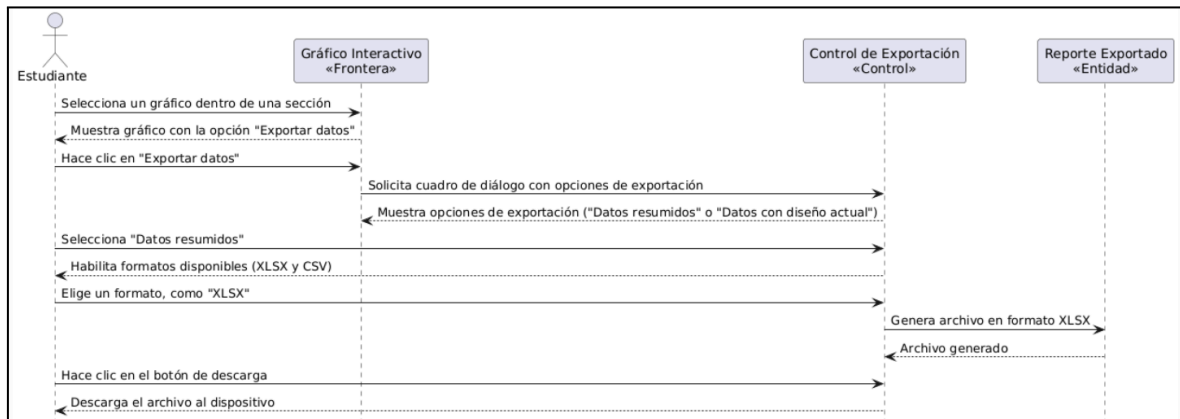 Estudiante
Gráfico Interactivo
«Frontera»
Control de Exportación
«Control»
Reporte Exportado
«Entidad»
Selecciona un gráfico dentro de una sección
Muestra gráfico con la opción "Exportar datos"
Hace clic en "Exportar datos"
Solicita cuadro de diálogo con opciones de exportación
Muestra opciones de exportación ("Datos resumidos" o "Datos con diseño actual")
Selecciona "Datos resumidos"
Habilita formatos disponibles (XLSX y CSV)
Elige un formato, como "XLSX"
Genera archivo en formato XLSX
Archivo generado
Hace clic en el botón de descarga
Descarga el archivo al dispositivo